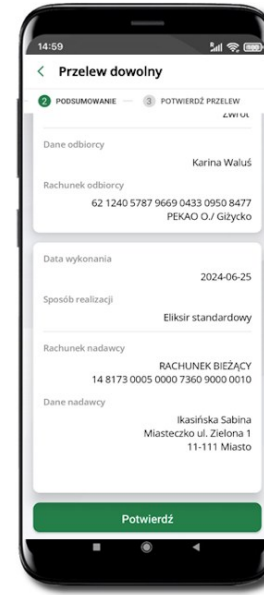 14:59
Przelew dowolny
2 PODSUMOWANIE 3 POTWIERDŹ PRZELEW
Zwrot
Dane odbiorcy
Karina Waluś
Rachunek odbiorcy
62 1240 5787 9669 0433 0950 8477
PEKAO O./ Giżycko
Data wykonania
2024-06-25
Sposób realizacji
Eliksir standardowy
Rachunek nadawcy
RACHUNEK BIEŻĄCY
14 8173 0005 0000 7360 9000 0010
Dane nadawcy
Ikasińska Sabina
Miasteczko ul. Zielona 1
11-111 Miasto
Potwierdź